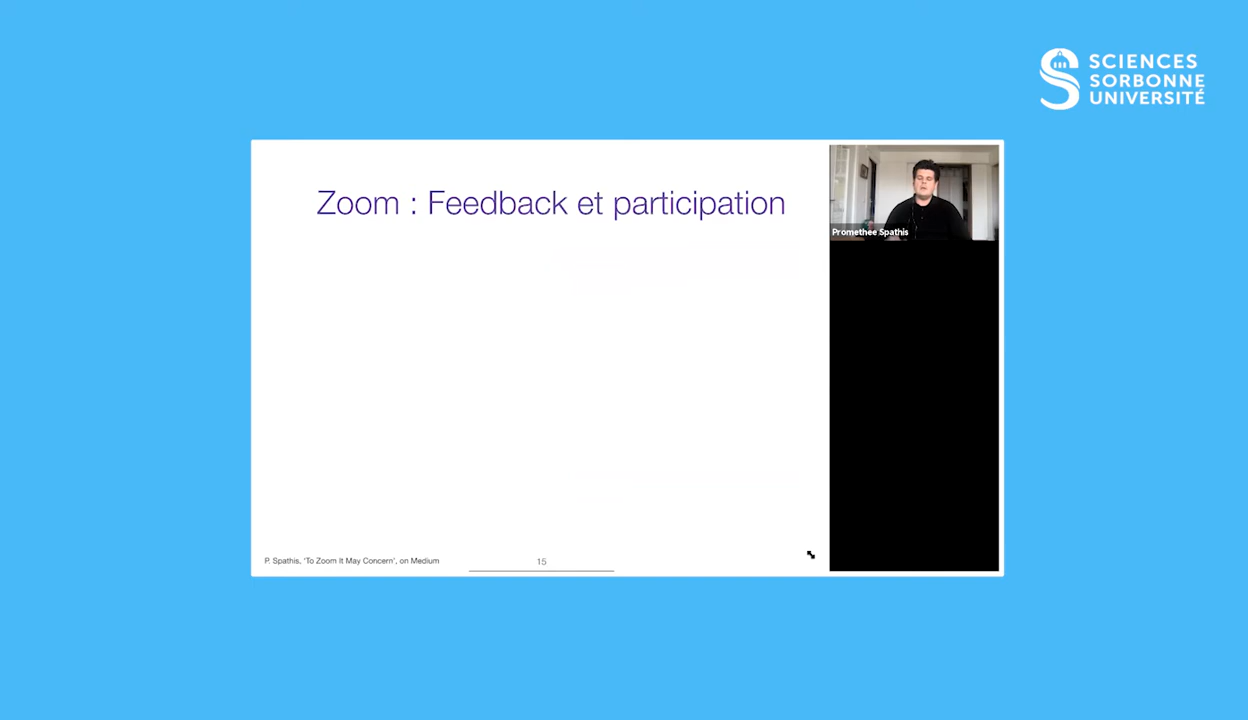 SCIENCES
SORBONNE
UNIVERSITÉ
Zoom : Feedback et participation
Promethee Spathis
P. Spathis, 'To Zoom It May Concern', on Medium
15